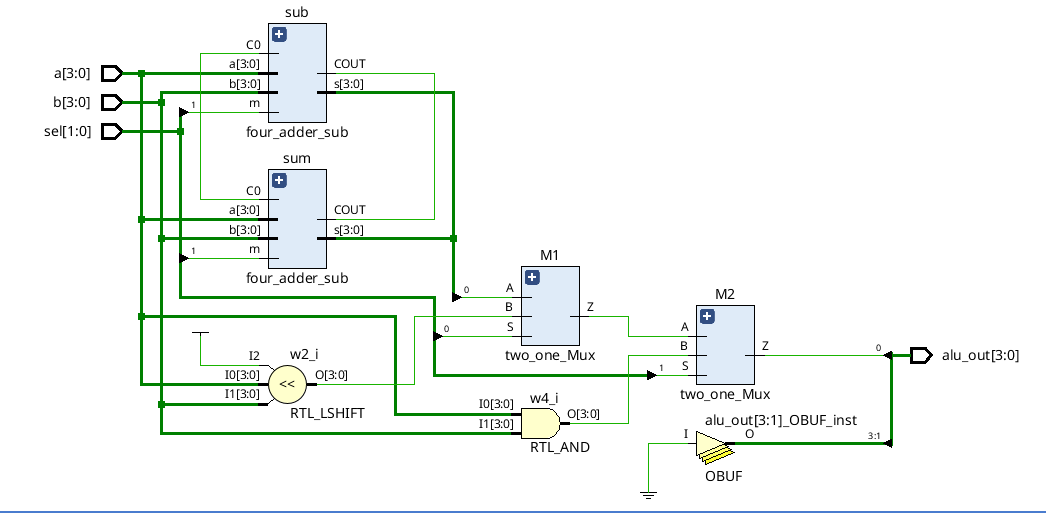 sub
C0
a[3:0]
b[3:0]
m
COUT
s[3:0]
four_adder_sub
a[3:0]
b[3:0]
sel[1:0]
1
sum
C0
a[3:0]
b[3:0]
m
COUT
s[3:0]
four_adder_sub
1
M1
A
B
S
Z
two_one_Mux
0
0
M2
A
B
S
Z
two_one_Mux
1
0
alu_out[3:0]
w2_i
I2
I0[3:0]
I1[3:0]
<<
O[3:0]
RTL_LSHIFT
w4_i
I0[3:0]
I1[3:0]
O[3:0]
RTL_AND
alu_out[3:1]_OBUF_inst
I
O
3:1
OBUF